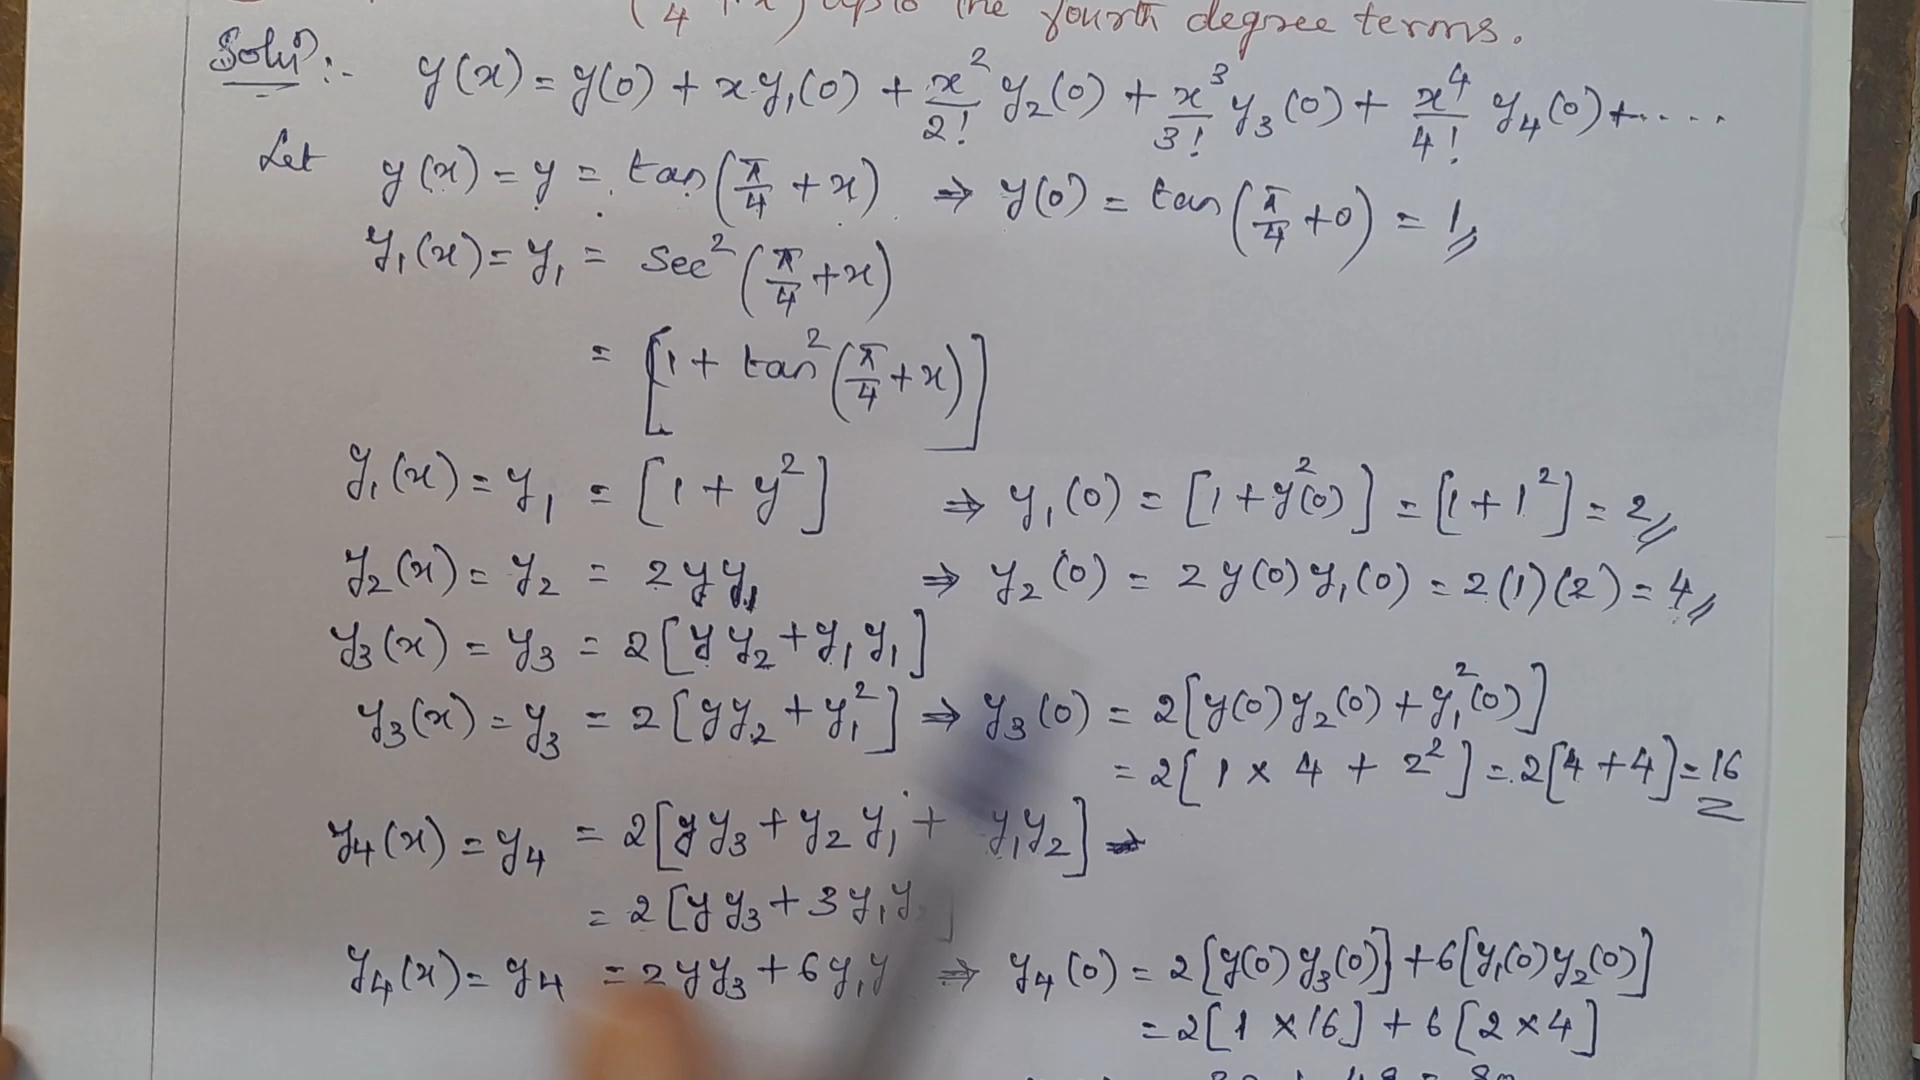 (π/4 + x) upto the fourth degree terms.
Soluⁿ:- y(x) = y(0) + x y₁(0) + x²/2! y₂(0) + x³/3! y₃(0) + x⁴/4! y₄(0) + .....
Let y(x) = y = tan(π/4 + x) ⇒ y(0) = tan(π/4 + 0) = 1
y₁(x) = y₁ = sec²(π/4 + x)
= [1 + tan²(π/4 + x)]
y₁(x) = y₁ = [1 + y²] ⇒ y₁(0) = [1 + y²(0)] = [1 + 1²] = 2
y₂(x) = y₂ = 2yy₁ ⇒ y₂(0) = 2y(0)y₁(0) = 2(1)(2) = 4
y₃(x) = y₃ = 2[yy₂ + y₁y₁]
y₃(x) = y₃ = 2[yy₂ + y₁²] ⇒ y₃(0) = 2[y(0)y₂(0) + y₁²(0)]
= 2[1 × 4 + 2²] = 2[4 + 4] = 16
y₄(x) = y₄ = 2[yy₃ + y₂y₁ + y₁y₂] ⇒
= 2[yy₃ + 3y₁y
y₄(x) = y₄ = 2yy₃ + 6y₁y ⇒ y₄(0) = 2[y(0)y₃(0)] + 6[y₁(0)y₂(0)]
= 2[1 × 16] + 6[2 × 4]